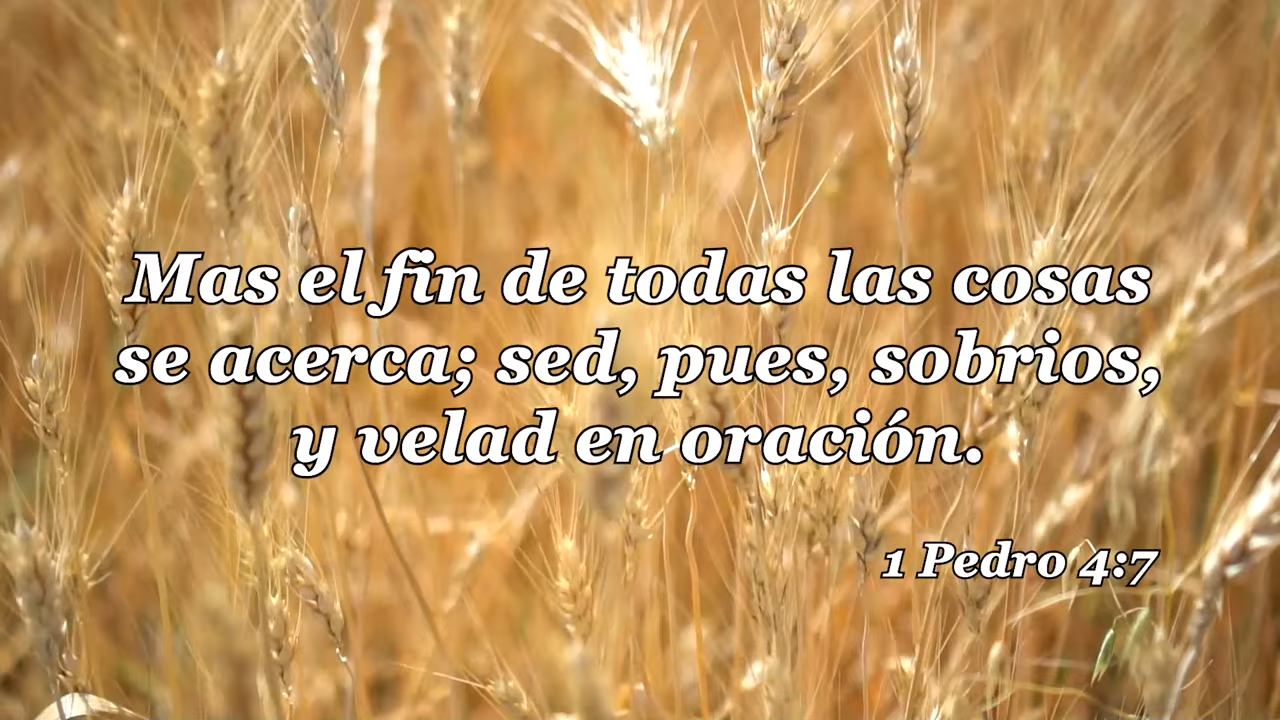 Mas el fin de todas las cosas
se acerca; sed, pues, sobrios,
y velad en oración.
1 Pedro 4:7